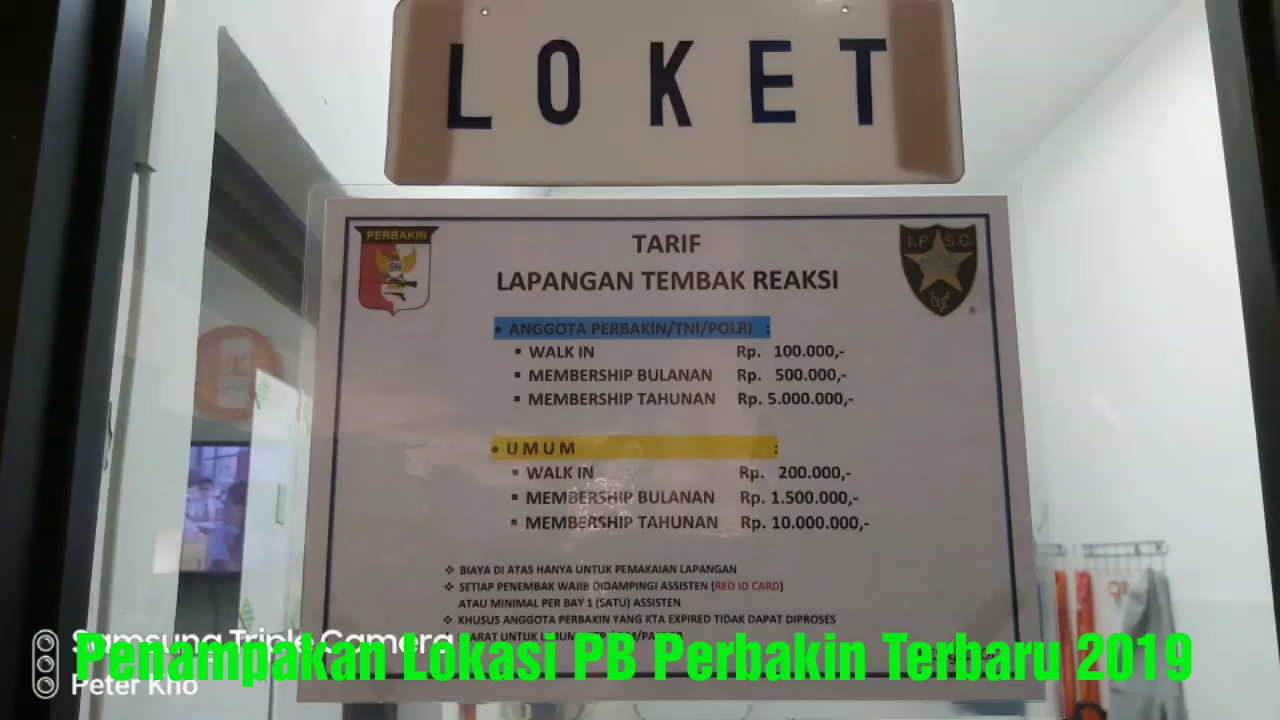 LOKET
PERBAKIN
I.P.S.C.
TARIF
LAPANGAN TEMBAK REAKSI
• ANGGOTA PERBAKIN/TNI/POLRI :
▪ WALK IN Rp. 100.000,-
▪ MEMBERSHIP BULANAN Rp. 500.000,-
▪ MEMBERSHIP TAHUNAN Rp. 5.000.000,-
• U M U M :
▪ WALK IN Rp. 200.000,-
▪ MEMBERSHIP BULANAN Rp. 1.500.000,-
▪ MEMBERSHIP TAHUNAN Rp. 10.000.000,-
❖ BIAYA DI ATAS HANYA UNTUK PEMAKAIAN LAPANGAN
❖ SETIAP PENEMBAK WAJIB DIDAMPINGI ASSISTEN (RED ID CARD)
ATAU MINIMAL PER BAY 1 (SATU) ASSISTEN
❖ KHUSUS ANGGOTA PERBAKIN YANG KTA EXPIRED TIDAK DAPAT DIPROSES
UNTUK
Samsung Triple Camera
Penampakan Lokasi PB Perbakin Terbaru 2019
Peter Kho